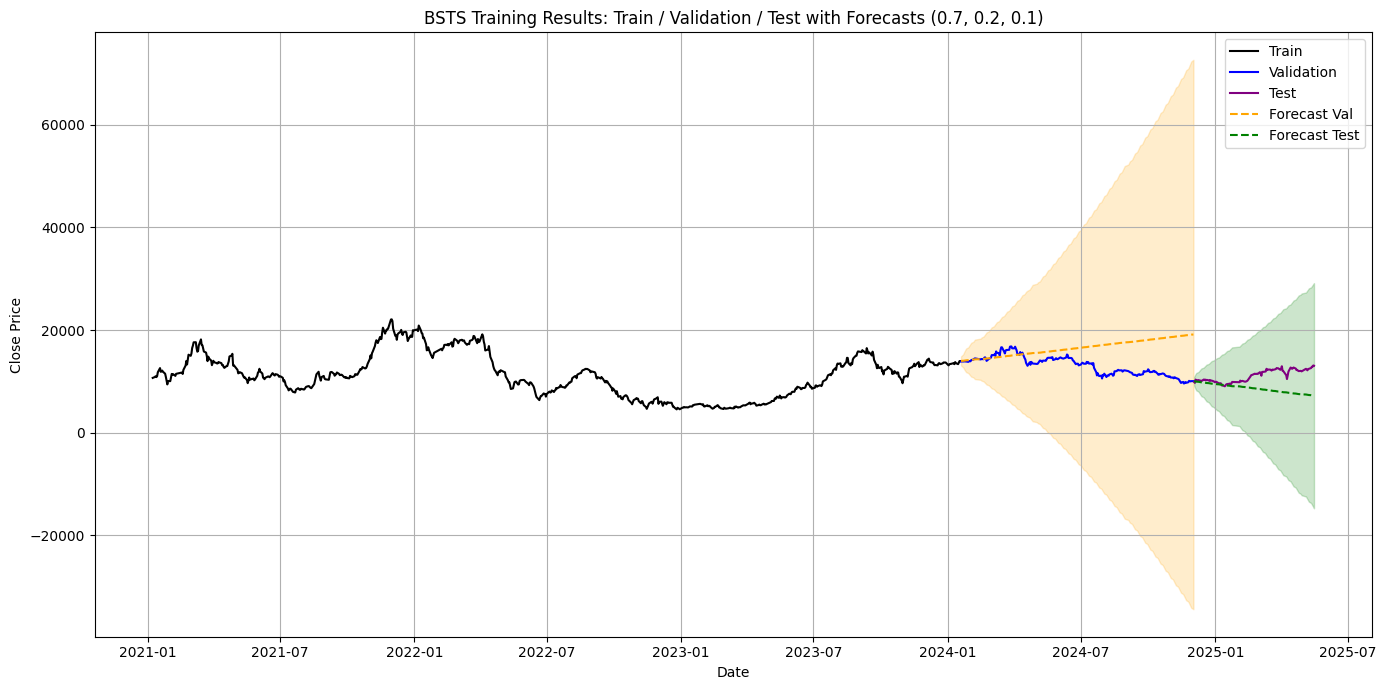 BSTS Training Results: Train / Validation / Test with Forecasts (0.7, 0.2, 0.1)
Train
Validation
Test
Forecast Val
Forecast Test
60000
40000
20000
0
−20000
Close Price
2021-01
2021-07
2022-01
2022-07
2023-01
2023-07
2024-01
2024-07
2025-01
2025-07
Date